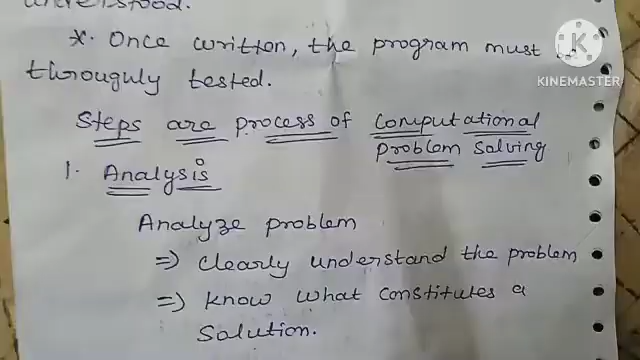 understood.
*. Once written, the program must
througuly tested.
Steps are process of computational
problem solving
1. Analysis
Analyze problem
=) clearly understand the problem
=) know what constitutes a
solution.
KINEMASTER